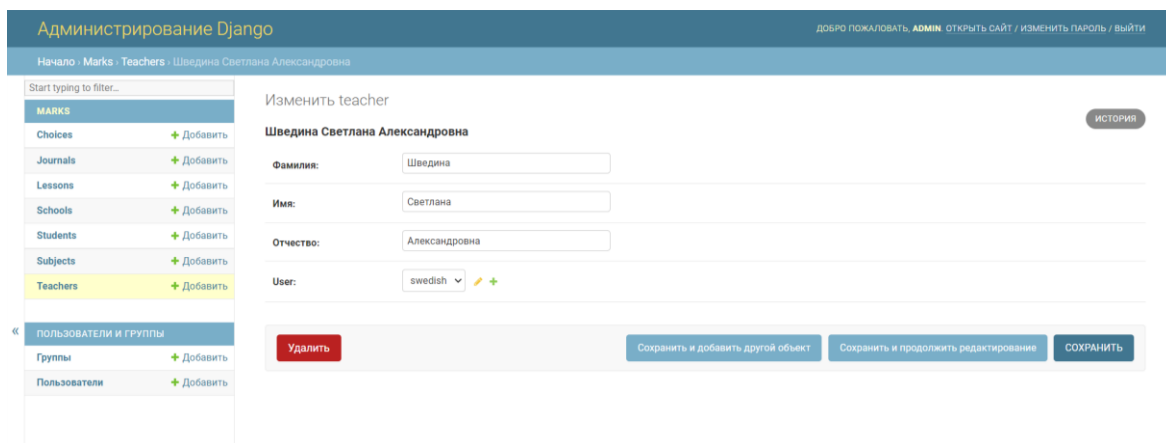 Администрирование Django
ДОБРО ПОЖАЛОВАТЬ, ADMIN. ОТКРЫТЬ САЙТ / ИЗМЕНИТЬ ПАРОЛЬ / ВЫЙТИ
Начало › Marks › Teachers › Шведина Светлана Александровна
Start typing to filter...
MARKS
Choices + Добавить
Journals + Добавить
Lessons + Добавить
Schools + Добавить
Students + Добавить
Subjects + Добавить
Teachers + Добавить
«
ПОЛЬЗОВАТЕЛИ И ГРУППЫ
Группы + Добавить
Пользователи + Добавить
Изменить teacher
ИСТОРИЯ
Шведина Светлана Александровна
Фамилия: Шведина
Имя: Светлана
Отчество: Александровна
User: swedish
Удалить Сохранить и добавить другой объект Сохранить и продолжить редактирование СОХРАНИТЬ